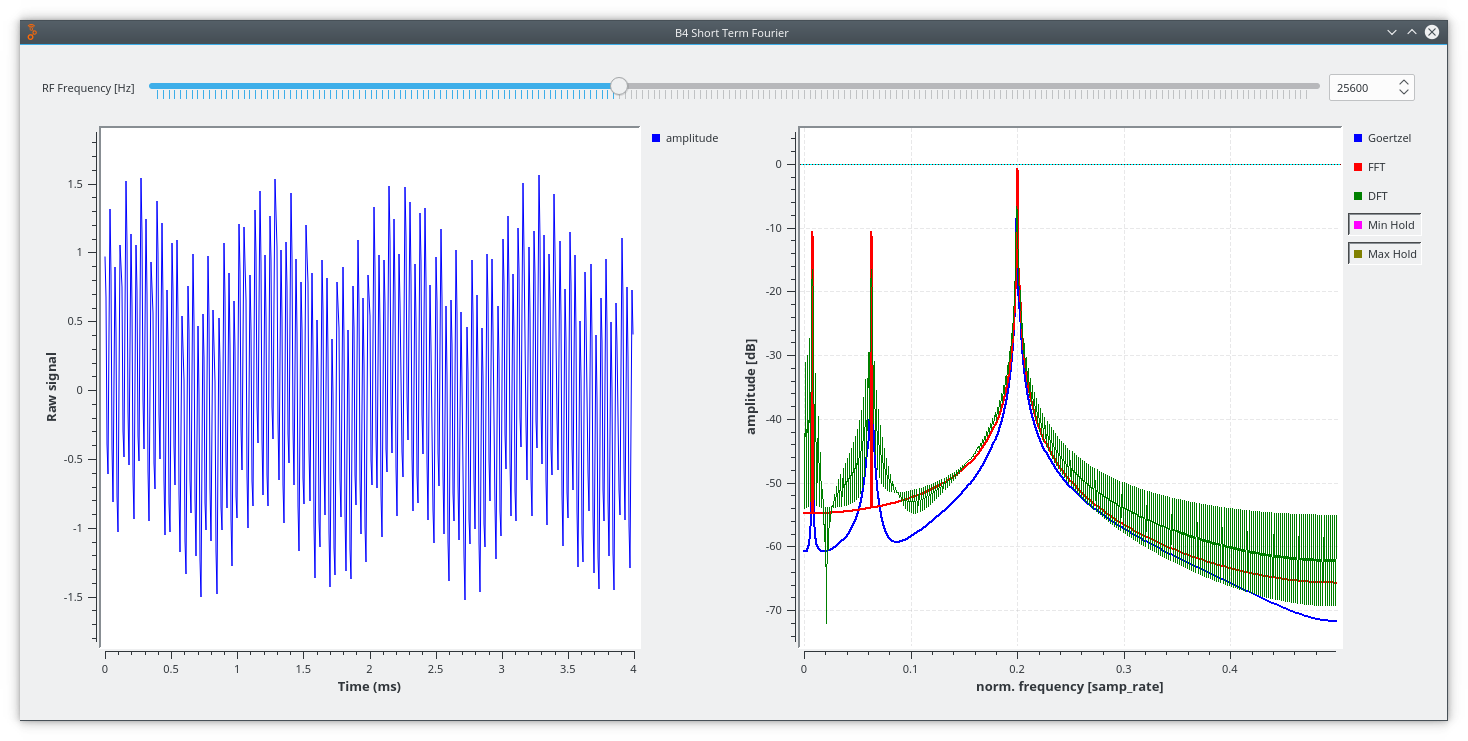 B4 Short Term Fourier
RF Frequency [Hz]
25600
amplitude
1.5
1
0.5
0
-0.5
-1
-1.5
Raw signal
0 0.5 1 1.5 2 2.5 3 3.5 4
Time (ms)
Goertzel
FFT
DFT
Min Hold
Max Hold
0
-10
-20
-30
-40
-50
-60
-70
amplitude [dB]
0 0.1 0.2 0.3 0.4
norm. frequency [samp_rate]